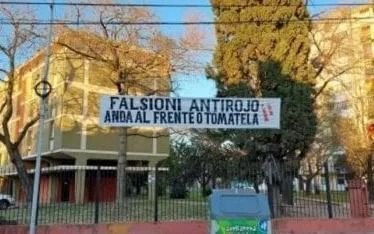 FALSIONI ANTIROJO
ANDA AL FRENTE O TOMATELA